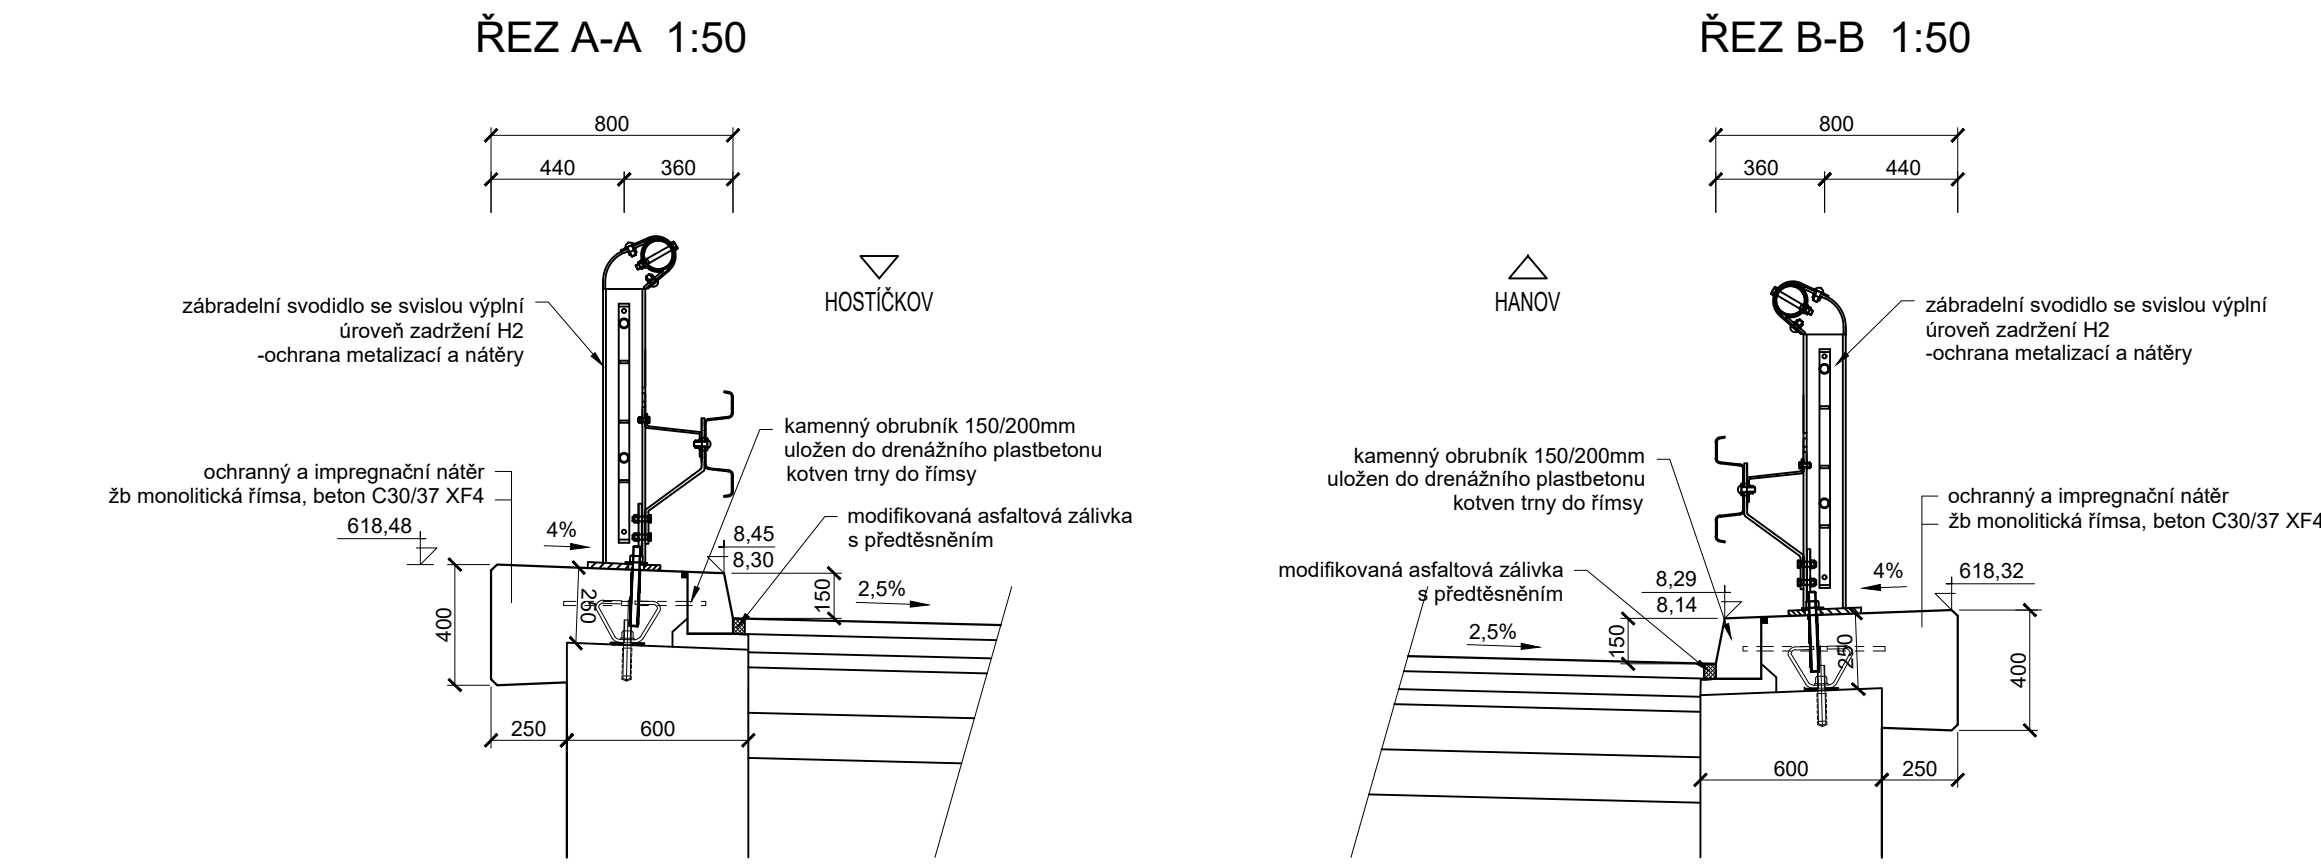 ŘEZ A-A 1:50
800
440 360
zábradelní svodidlo se svislou výplní
úroveň zadržení H2
-ochrana metalizací a nátěry
HOSTÍČKOV
kamenný obrubník 150/200mm
uložen do drenážního plastbetonu
kotven trny do římsy
ochranný a impregnační nátěr
žb monolitická římsa, beton C30/37 XF4
modifikovaná asfaltová zálivka
s předtěsněním
618,48
4%
8,45
8,30
2,5%
150
250
400
250 600
ŘEZ B-B 1:50
800
360 440
HANOV
zábradelní svodidlo se svislou výplní
úroveň zadržení H2
-ochrana metalizací a nátěry
kamenný obrubník 150/200mm
uložen do drenážního plastbetonu
kotven trny do římsy
ochranný a impregnační nátěr
žb monolitická římsa, beton C30/37 XF4
modifikovaná asfaltová zálivka
s předtěsněním
8,29
8,14
4%
618,32
2,5%
150
250
400
600 250